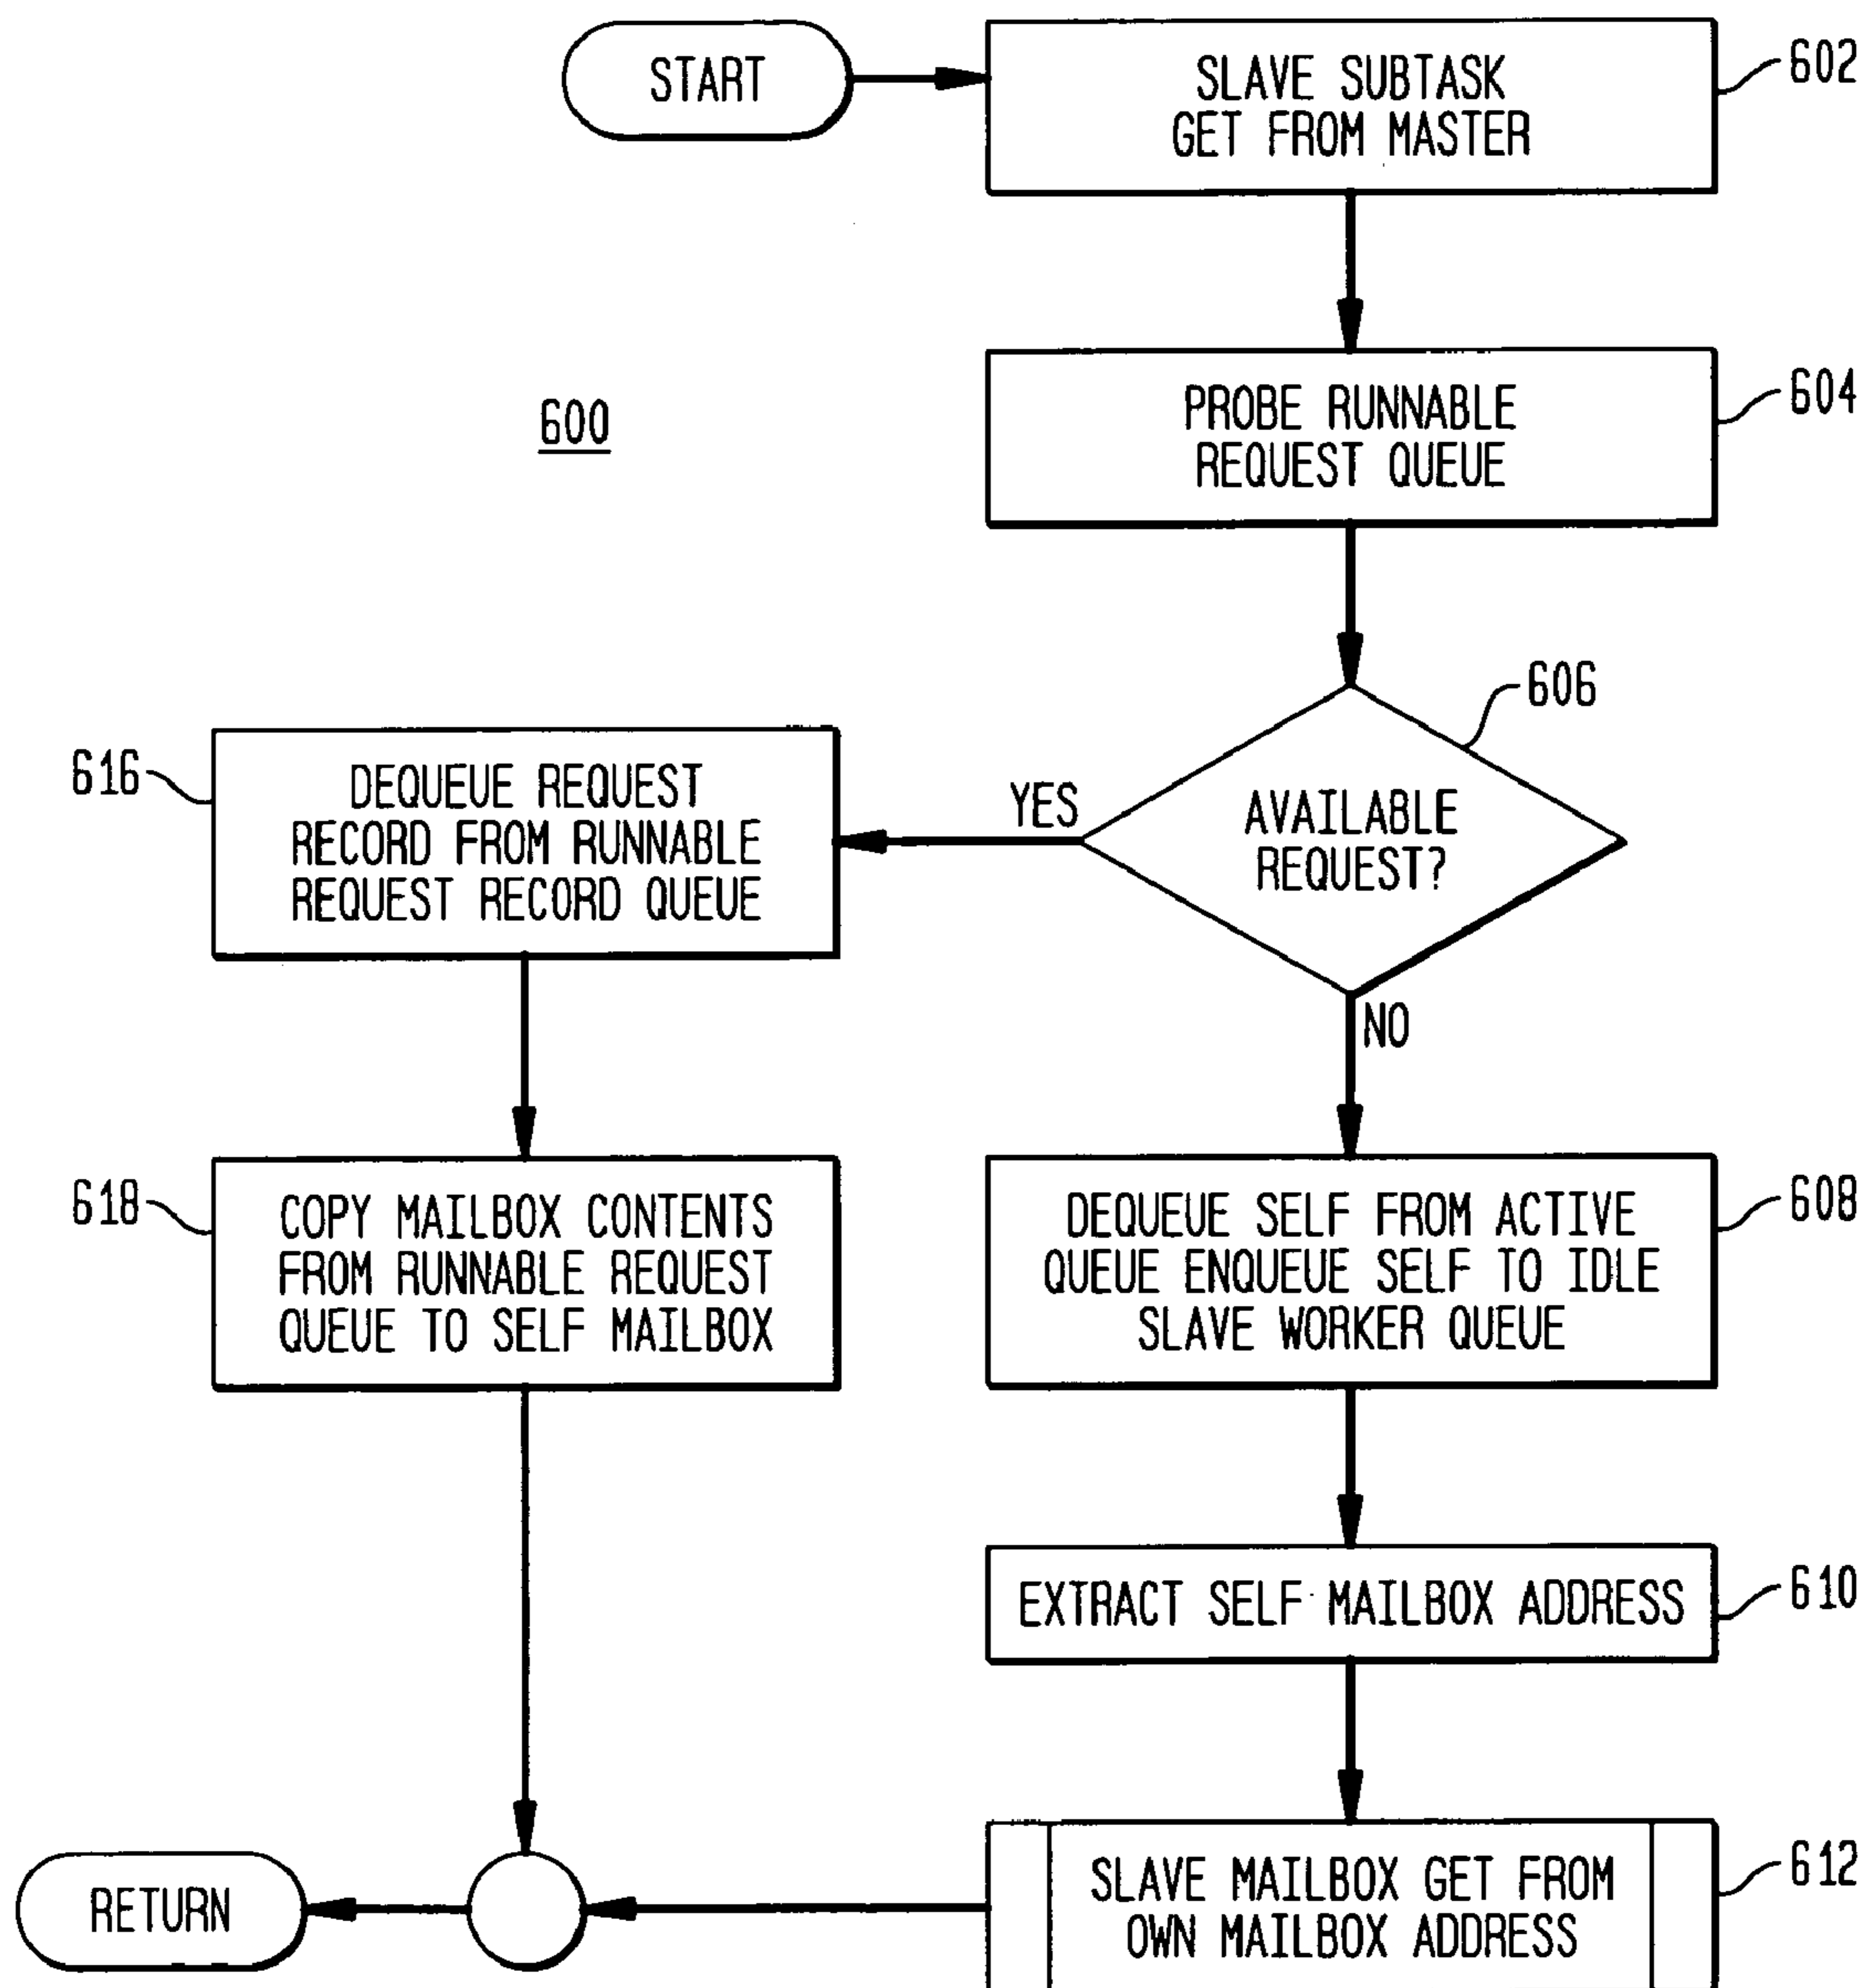 START
SLAVE SUBTASK
GET FROM MASTER
602
PROBE RUNNABLE
REQUEST QUEUE
604
600
606
AVAILABLE
REQUEST?
YES
NO
616
DEQUEUE REQUEST
RECORD FROM RUNNABLE
REQUEST RECORD QUEUE
618
COPY MAILBOX CONTENTS
FROM RUNNABLE REQUEST
QUEUE TO SELF MAILBOX
DEQUEUE SELF FROM ACTIVE
QUEUE ENQUEUE SELF TO IDLE
SLAVE WORKER QUEUE
608
EXTRACT SELF MAILBOX ADDRESS
610
SLAVE MAILBOX GET FROM
OWN MAILBOX ADDRESS
612
RETURN